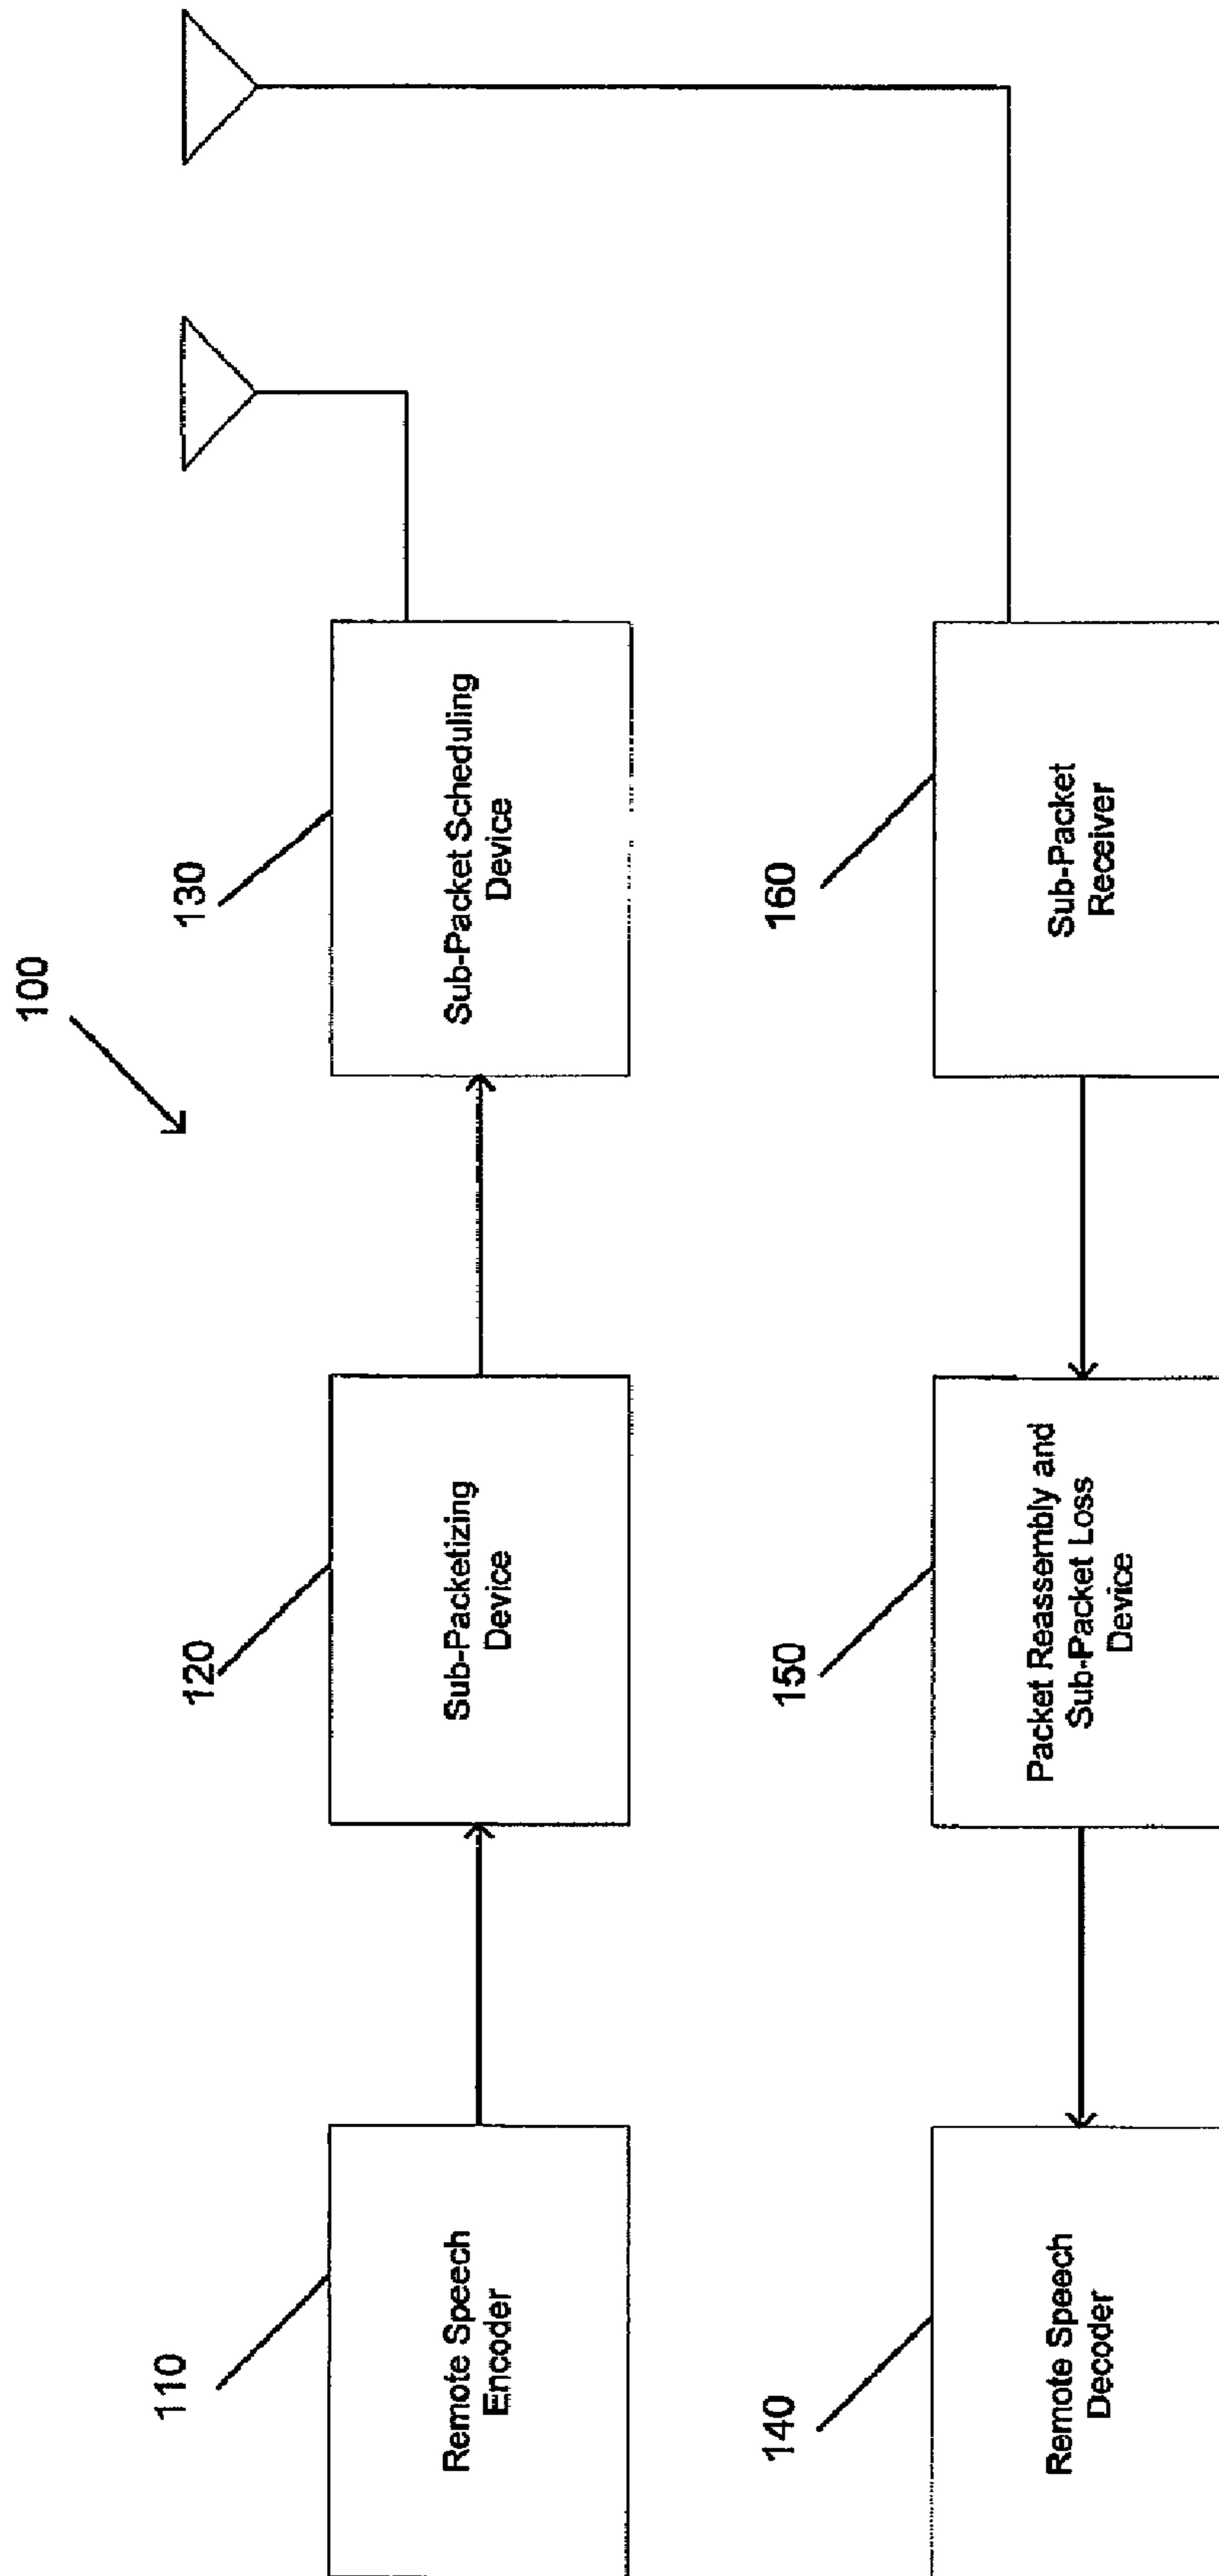 100
110
Remote Speech
Encoder
120
Sub-Packetizing
Device
130
Sub-Packet Scheduling
Device
140
Remote Speech
Decoder
150
Packet Reassembly and
Sub-Packet Loss
Device
160
Sub-Packet
Receiver